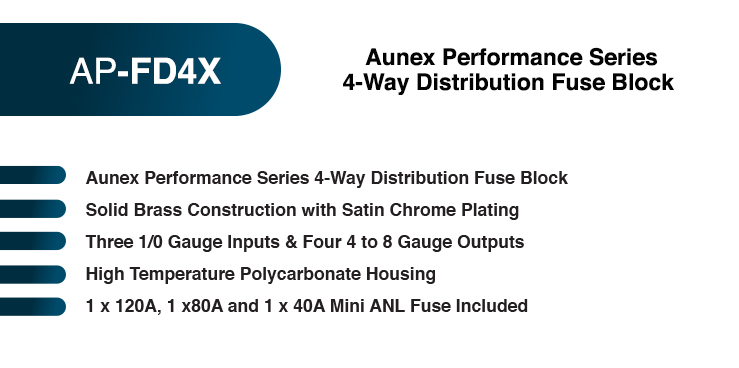 AP-FD4X
Aunex Performance Series
4-Way Distribution Fuse Block
Aunex Performance Series 4-Way Distribution Fuse Block
Solid Brass Construction with Satin Chrome Plating
Three 1/0 Gauge Inputs & Four 4 to 8 Gauge Outputs
High Temperature Polycarbonate Housing
1 x 120A, 1 x80A and 1 x 40A Mini ANL Fuse Included